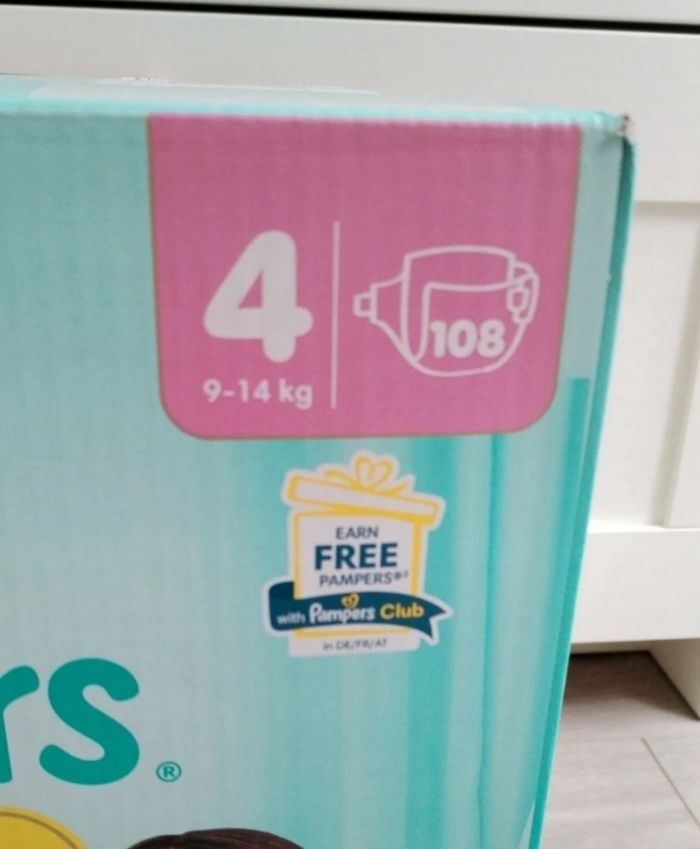 4
9-14 kg
108
EARN
FREE
PAMPERS
with Pampers Club
in DE/FR/AT
rs®